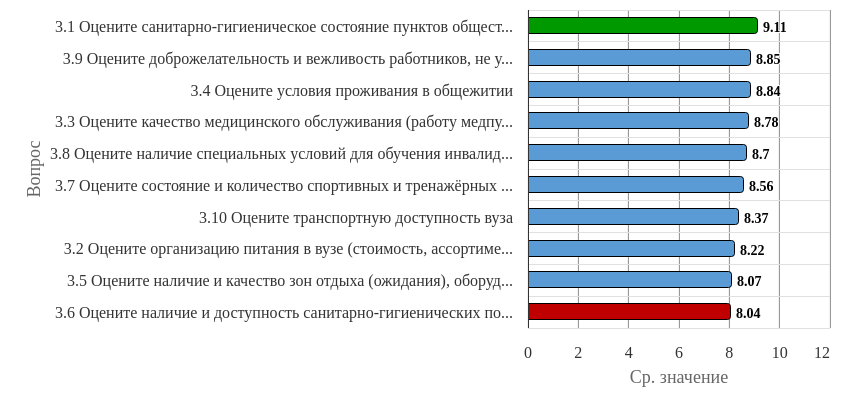 3.1 Оцените санитарно-гигиеническое состояние пунктов общест... 9.11
3.9 Оцените доброжелательность и вежливость работников, не у... 8.85
3.4 Оцените условия проживания в общежитии 8.84
3.3 Оцените качество медицинского обслуживания (работу медпу... 8.78
3.8 Оцените наличие специальных условий для обучения инвалид... 8.7
3.7 Оцените состояние и количество спортивных и тренажёрных ... 8.56
3.10 Оцените транспортную доступность вуза 8.37
3.2 Оцените организацию питания в вузе (стоимость, ассортиме... 8.22
3.5 Оцените наличие и качество зон отдыха (ожидания), оборуд... 8.07
3.6 Оцените наличие и доступность санитарно-гигиенических по... 8.04
Вопрос
0 2 4 6 8 10 12
Ср. значение